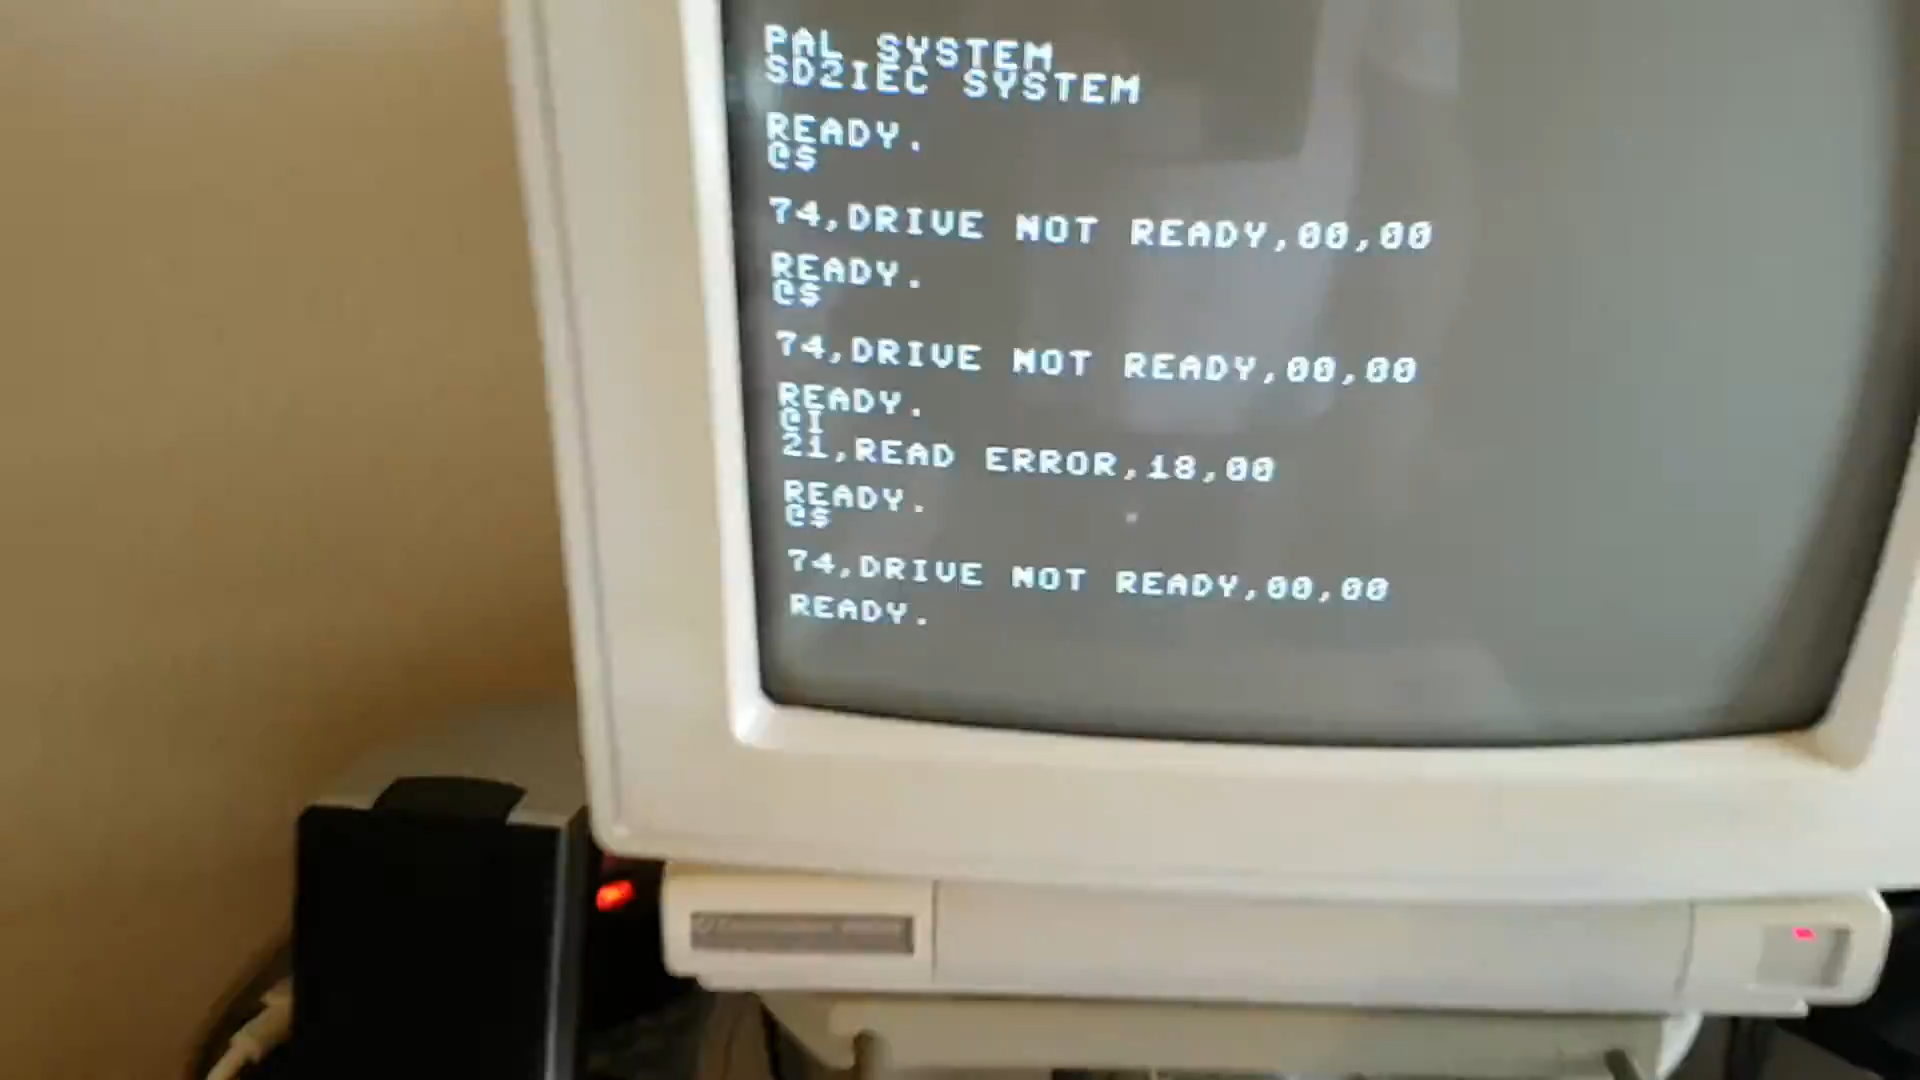 PAL SYSTEM
SD2IEC SYSTEM
READY.
@$
74,DRIVE NOT READY,00,00
READY.
@$
74,DRIVE NOT READY,00,00
READY.
@I
21,READ ERROR,18,00
READY.
@$
74,DRIVE NOT READY,00,00
READY.
Commodore